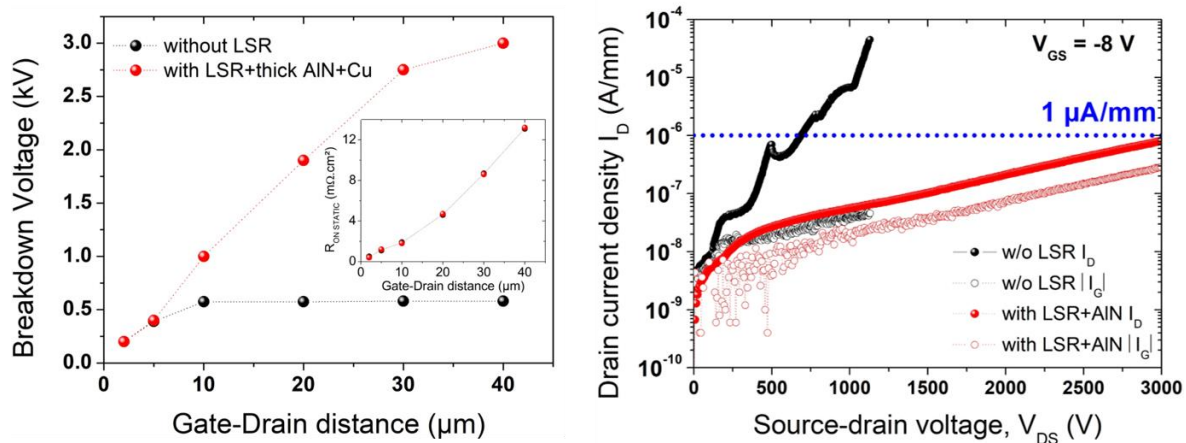 Breakdown Voltage (kV)
3.0
2.5
2.0
1.5
1.0
0.5
0.0
without LSR
with LSR+thick AlN+Cu
R_ON STATIC (mΩ.cm²)
12
8
4
0
0 10 20 30 40
Gate-Drain distance (µm)
0 10 20 30 40
Gate-Drain distance (µm)
Drain current density I_D (A/mm)
10^-4
10^-5
10^-6
10^-7
10^-8
10^-9
10^-10
V_GS = -8 V
1 µA/mm
w/o LSR I_D
w/o LSR |I_G|
with LSR+AlN I_D
with LSR+AlN |I_G|
0 500 1000 1500 2000 2500 3000
Source-drain voltage, V_DS (V)